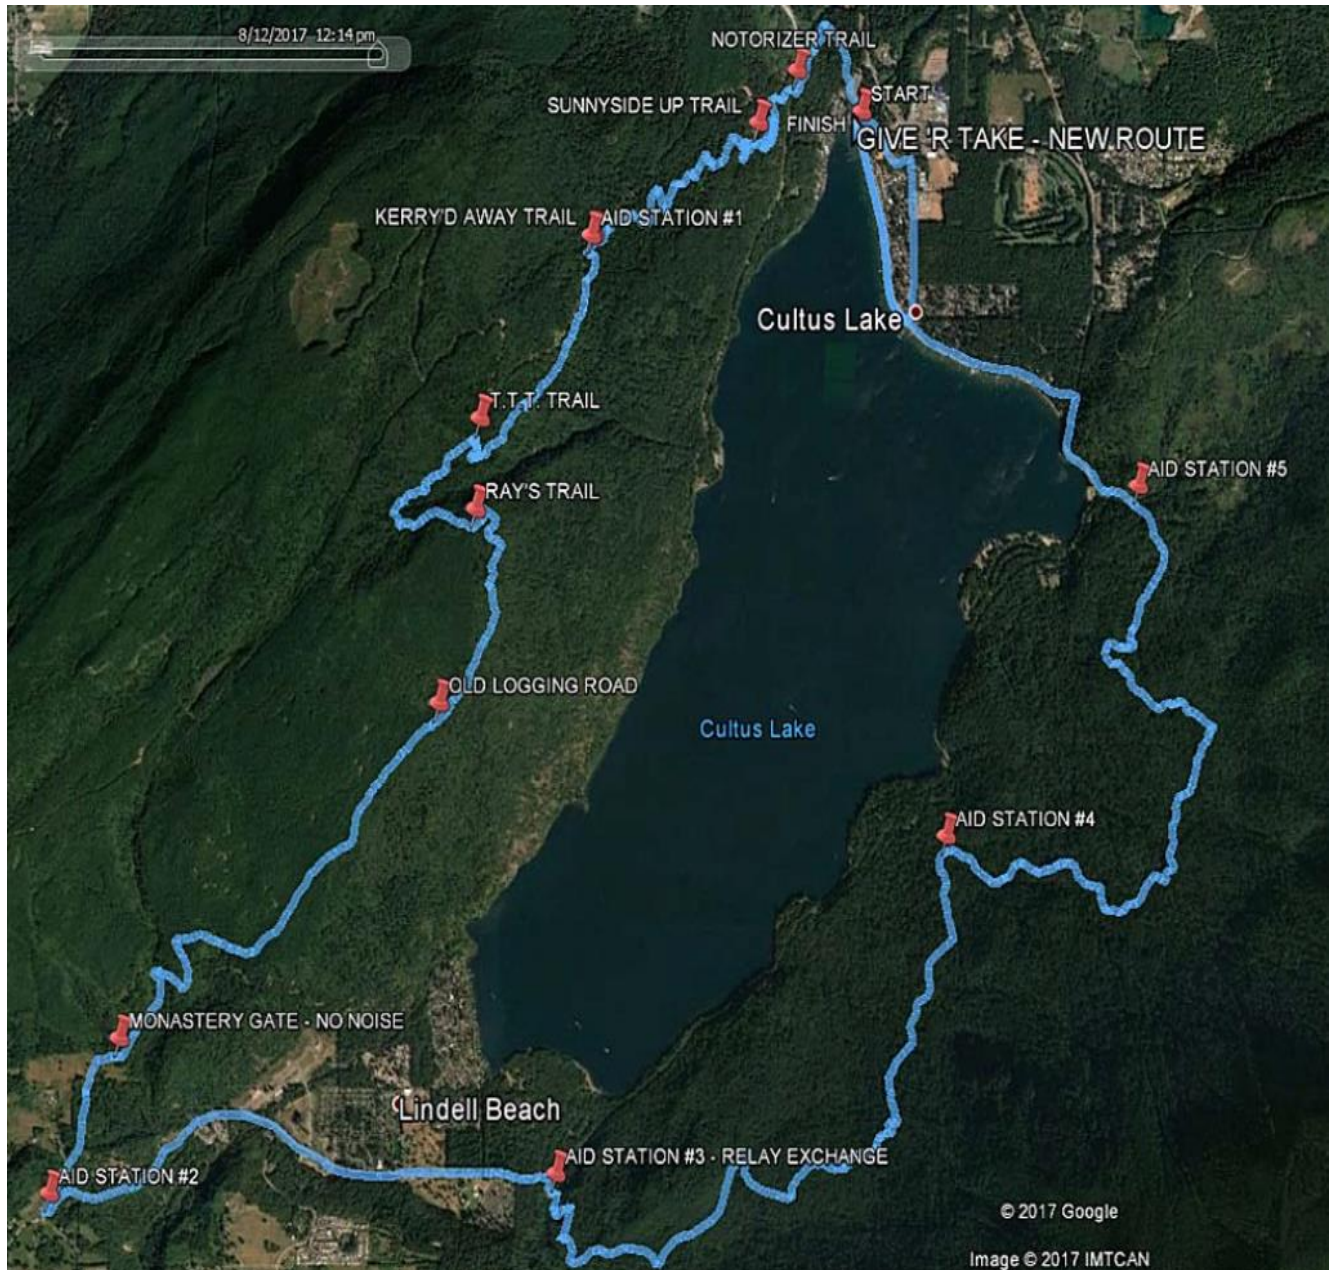 8/12/2017 12:14 pm
NOTORIZER TRAIL
START
SUNNYSIDE UP TRAIL
FINISH
GIVE 'R TAKE - NEW ROUTE
KERRY'D AWAY TRAIL
AID STATION #1
Cultus Lake
T.T.T. TRAIL
AID STATION #5
RAY'S TRAIL
OLD LOGGING ROAD
Cultus Lake
AID STATION #4
MONASTERY GATE - NO NOISE
Lindell Beach
AID STATION #3 - RELAY EXCHANGE
AID STATION #2
© 2017 Google
Image © 2017 IMTCAN